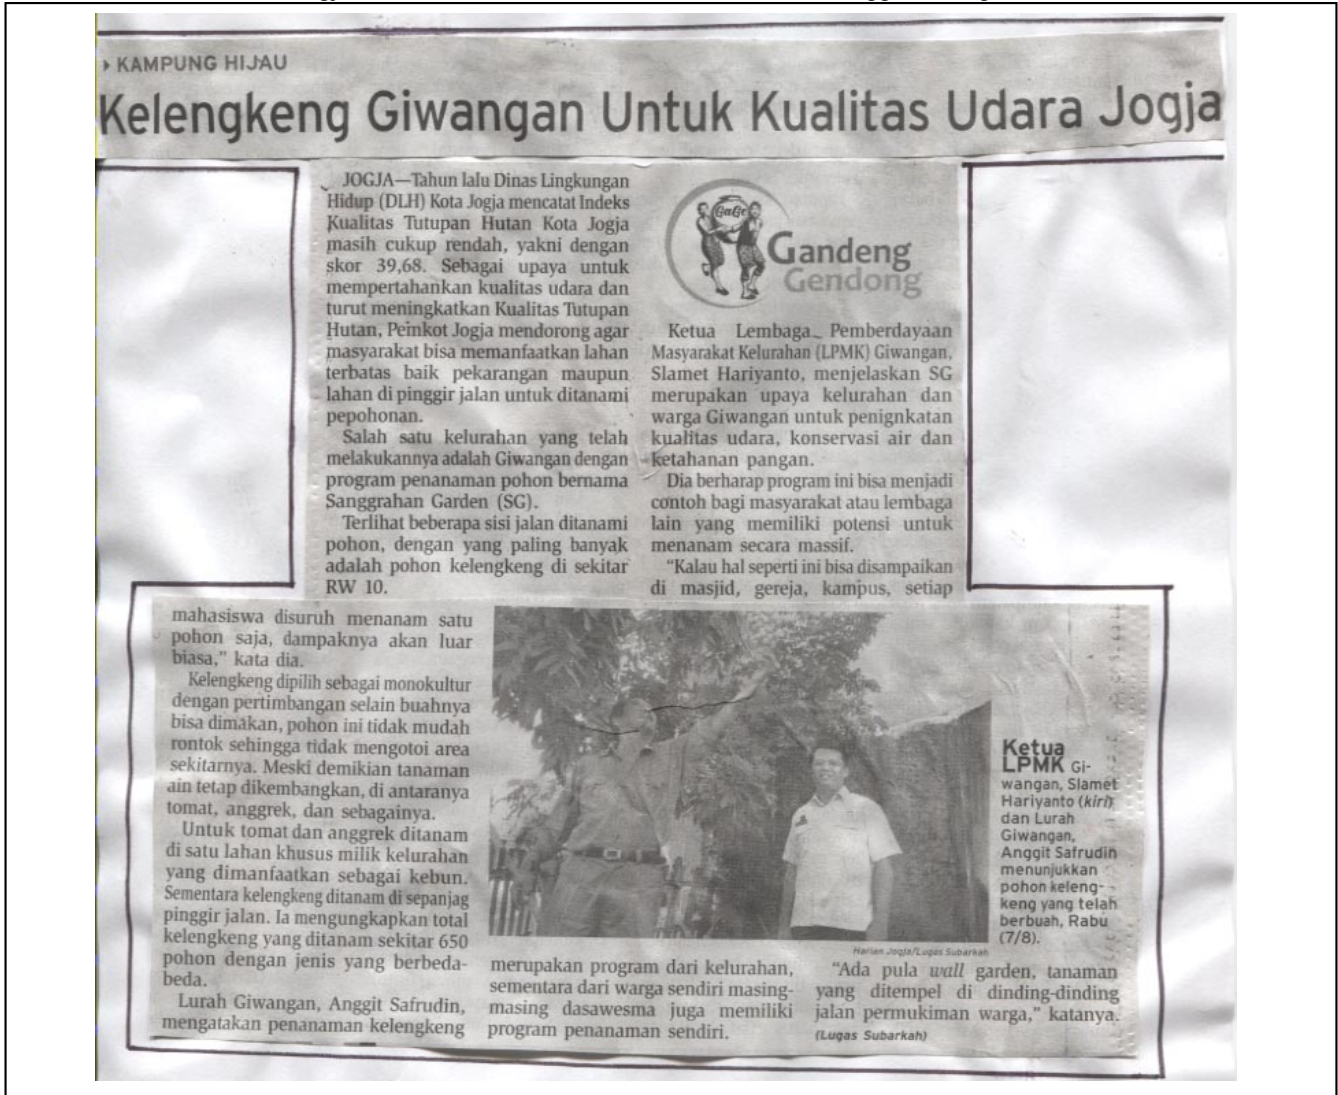 KAMPUNG HIJAU
Kelengkeng Giwangan Untuk Kualitas Udara Jogja
JOGJA—Tahun lalu Dinas Lingkungan
Hidup (DLH) Kota Jogja mencatat Indeks
Kualitas Tutupan Hutan Kota Jogja
masih cukup rendah, yakni dengan
skor 39,68. Sebagai upaya untuk
mempertahankan kualitas udara dan
turut meningkatkan Kualitas Tutupan
Hutan, Pemkot Jogja mendorong agar
masyarakat bisa memanfaatkan lahan
terbatas baik pekarangan maupun
lahan di pinggir jalan untuk ditanami
pepohonan.
Salah satu kelurahan yang telah
melakukannya adalah Giwangan dengan
program penanaman pohon bernama
Sanggrahan Garden (SG).
Terlihat beberapa sisi jalan ditanami
pohon, dengan yang paling banyak
adalah pohon kelengkeng di sekitar
RW 10.
GaGe
Gandeng
Gendong
Ketua Lembaga Pemberdayaan
Masyarakat Kelurahan (LPMK) Giwangan,
Slamet Hariyanto, menjelaskan SG
merupakan upaya kelurahan dan
warga Giwangan untuk penignkatan
kualitas udara, konservasi air dan
ketahanan pangan.
Dia berharap program ini bisa menjadi
contoh bagi masyarakat atau lembaga
lain yang memiliki potensi untuk
menanam secara massif.
“Kalau hal seperti ini bisa disampaikan
di masjid, gereja, kampus, setiap
mahasiswa disuruh menanam satu
pohon saja, dampaknya akan luar
biasa,” kata dia.
Kelengkeng dipilih sebagai monokultur
dengan pertimbangan selain buahnya
bisa dimakan, pohon ini tidak mudah
rontok sehingga tidak mengotoi area
sekitarnya. Meski demikian tanaman
ain tetap dikembangkan, di antaranya
tomat, anggrek, dan sebagainya.
Untuk tomat dan anggrek ditanam
di satu lahan khusus milik kelurahan
yang dimanfaatkan sebagai kebun.
Sementara kelengkeng ditanam di sepanjag
pinggir jalan. Ia mengungkapkan total
kelengkeng yang ditanam sekitar 650
pohon dengan jenis yang berbeda-
beda.
Lurah Giwangan, Anggit Safrudin,
mengatakan penanaman kelengkeng
merupakan program dari kelurahan,
sementara dari warga sendiri masing-
masing dasawesma juga memiliki
program penanaman sendiri.
“Ada pula wall garden, tanaman
yang ditempel di dinding-dinding
jalan permukiman warga,” katanya.
(Lugas Subarkah)
Harian Jogja/Lugas Subarkah
Ketua
LPMK Gi-
wangan, Slamet
Hariyanto (kiri)
dan Lurah
Giwangan,
Anggit Safrudin
menunjukkan
pohon keleng-
keng yang telah
berbuah, Rabu
(7/8).